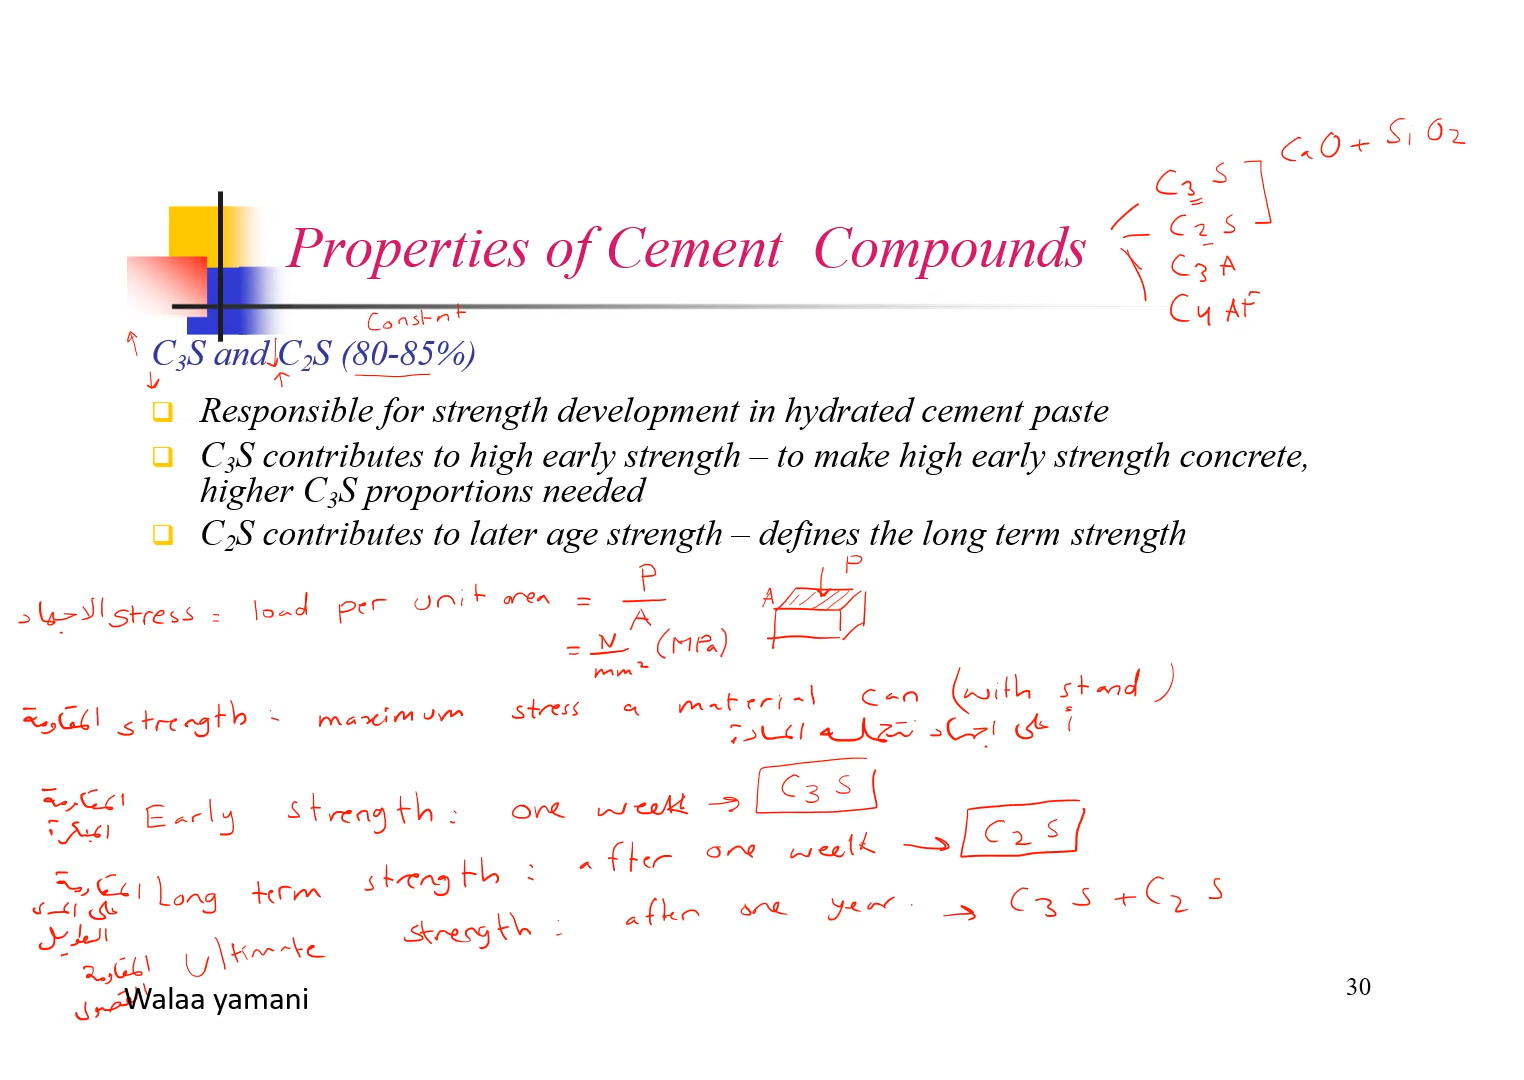 CaO + SiO2
C3S
C2S
C3A
C4AF
Properties of Cement Compounds
Constnt
C3S and C2S (80-85%)
❑ Responsible for strength development in hydrated cement paste
❑ C3S contributes to high early strength – to make high early strength concrete,
higher C3S proportions needed
❑ C2S contributes to later age strength – defines the long term strength
الاجهاد stress = load per unit area = P/A
P
A
= N/mm² (MPa)
المقاومة strength : maximum stress a material can (with stand)
أعلى اجهاد تتحمله المادة
المقاومة المبكرة Early strength : one week → C3S
المقاومة على المدى الطويل Long term strength : after one week → C2S
المقاومة القصوى Ultimate strength : after one year. → C3S + C2S
Walaa yamani
30